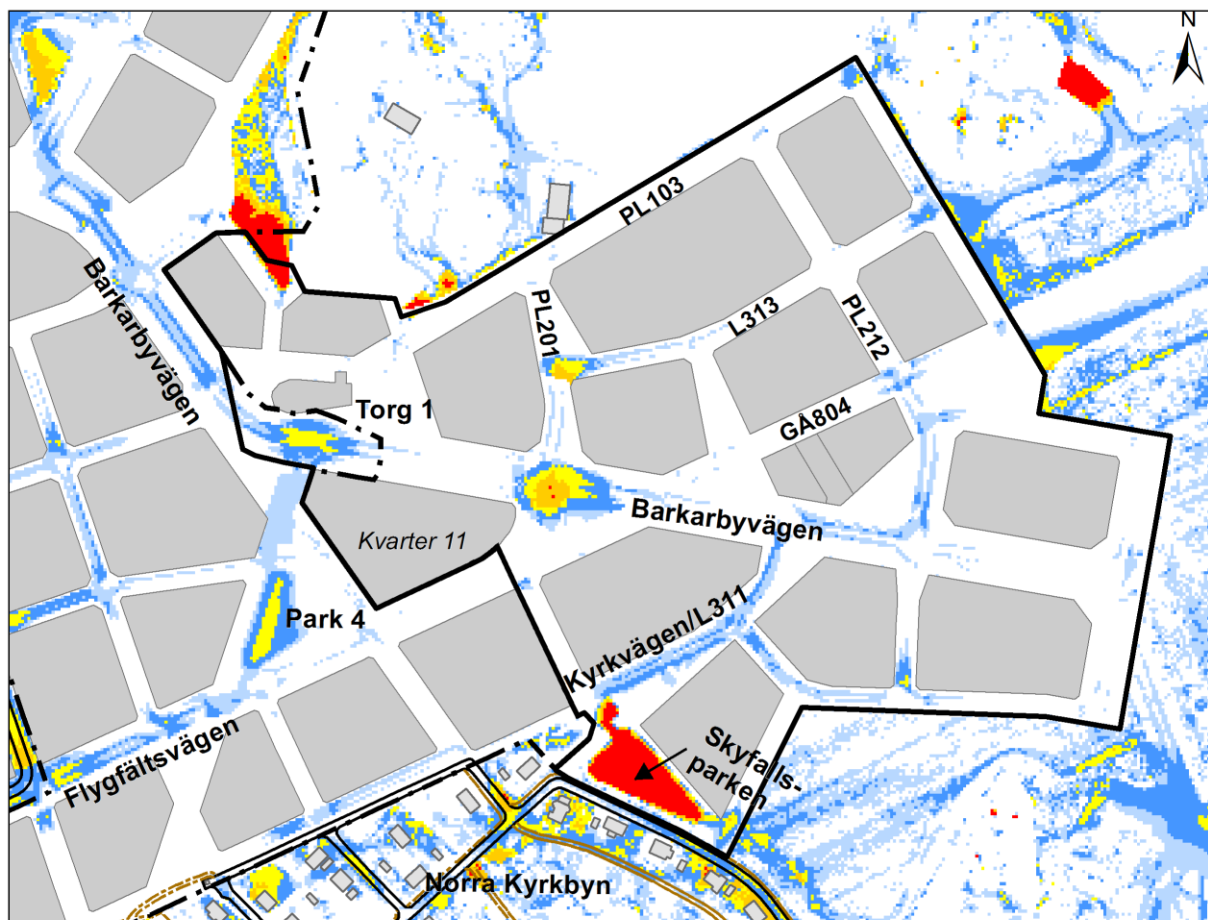 N
PL103
Barkarbyvägen
PL201
L313
PL212
Torg 1
GÅ804
Barkarbyvägen
Kvarter 11
Park 4
Kyrkvägen/L311
Skyfalls-
parken
Flygfältsvägen
Norra Kyrkbyn